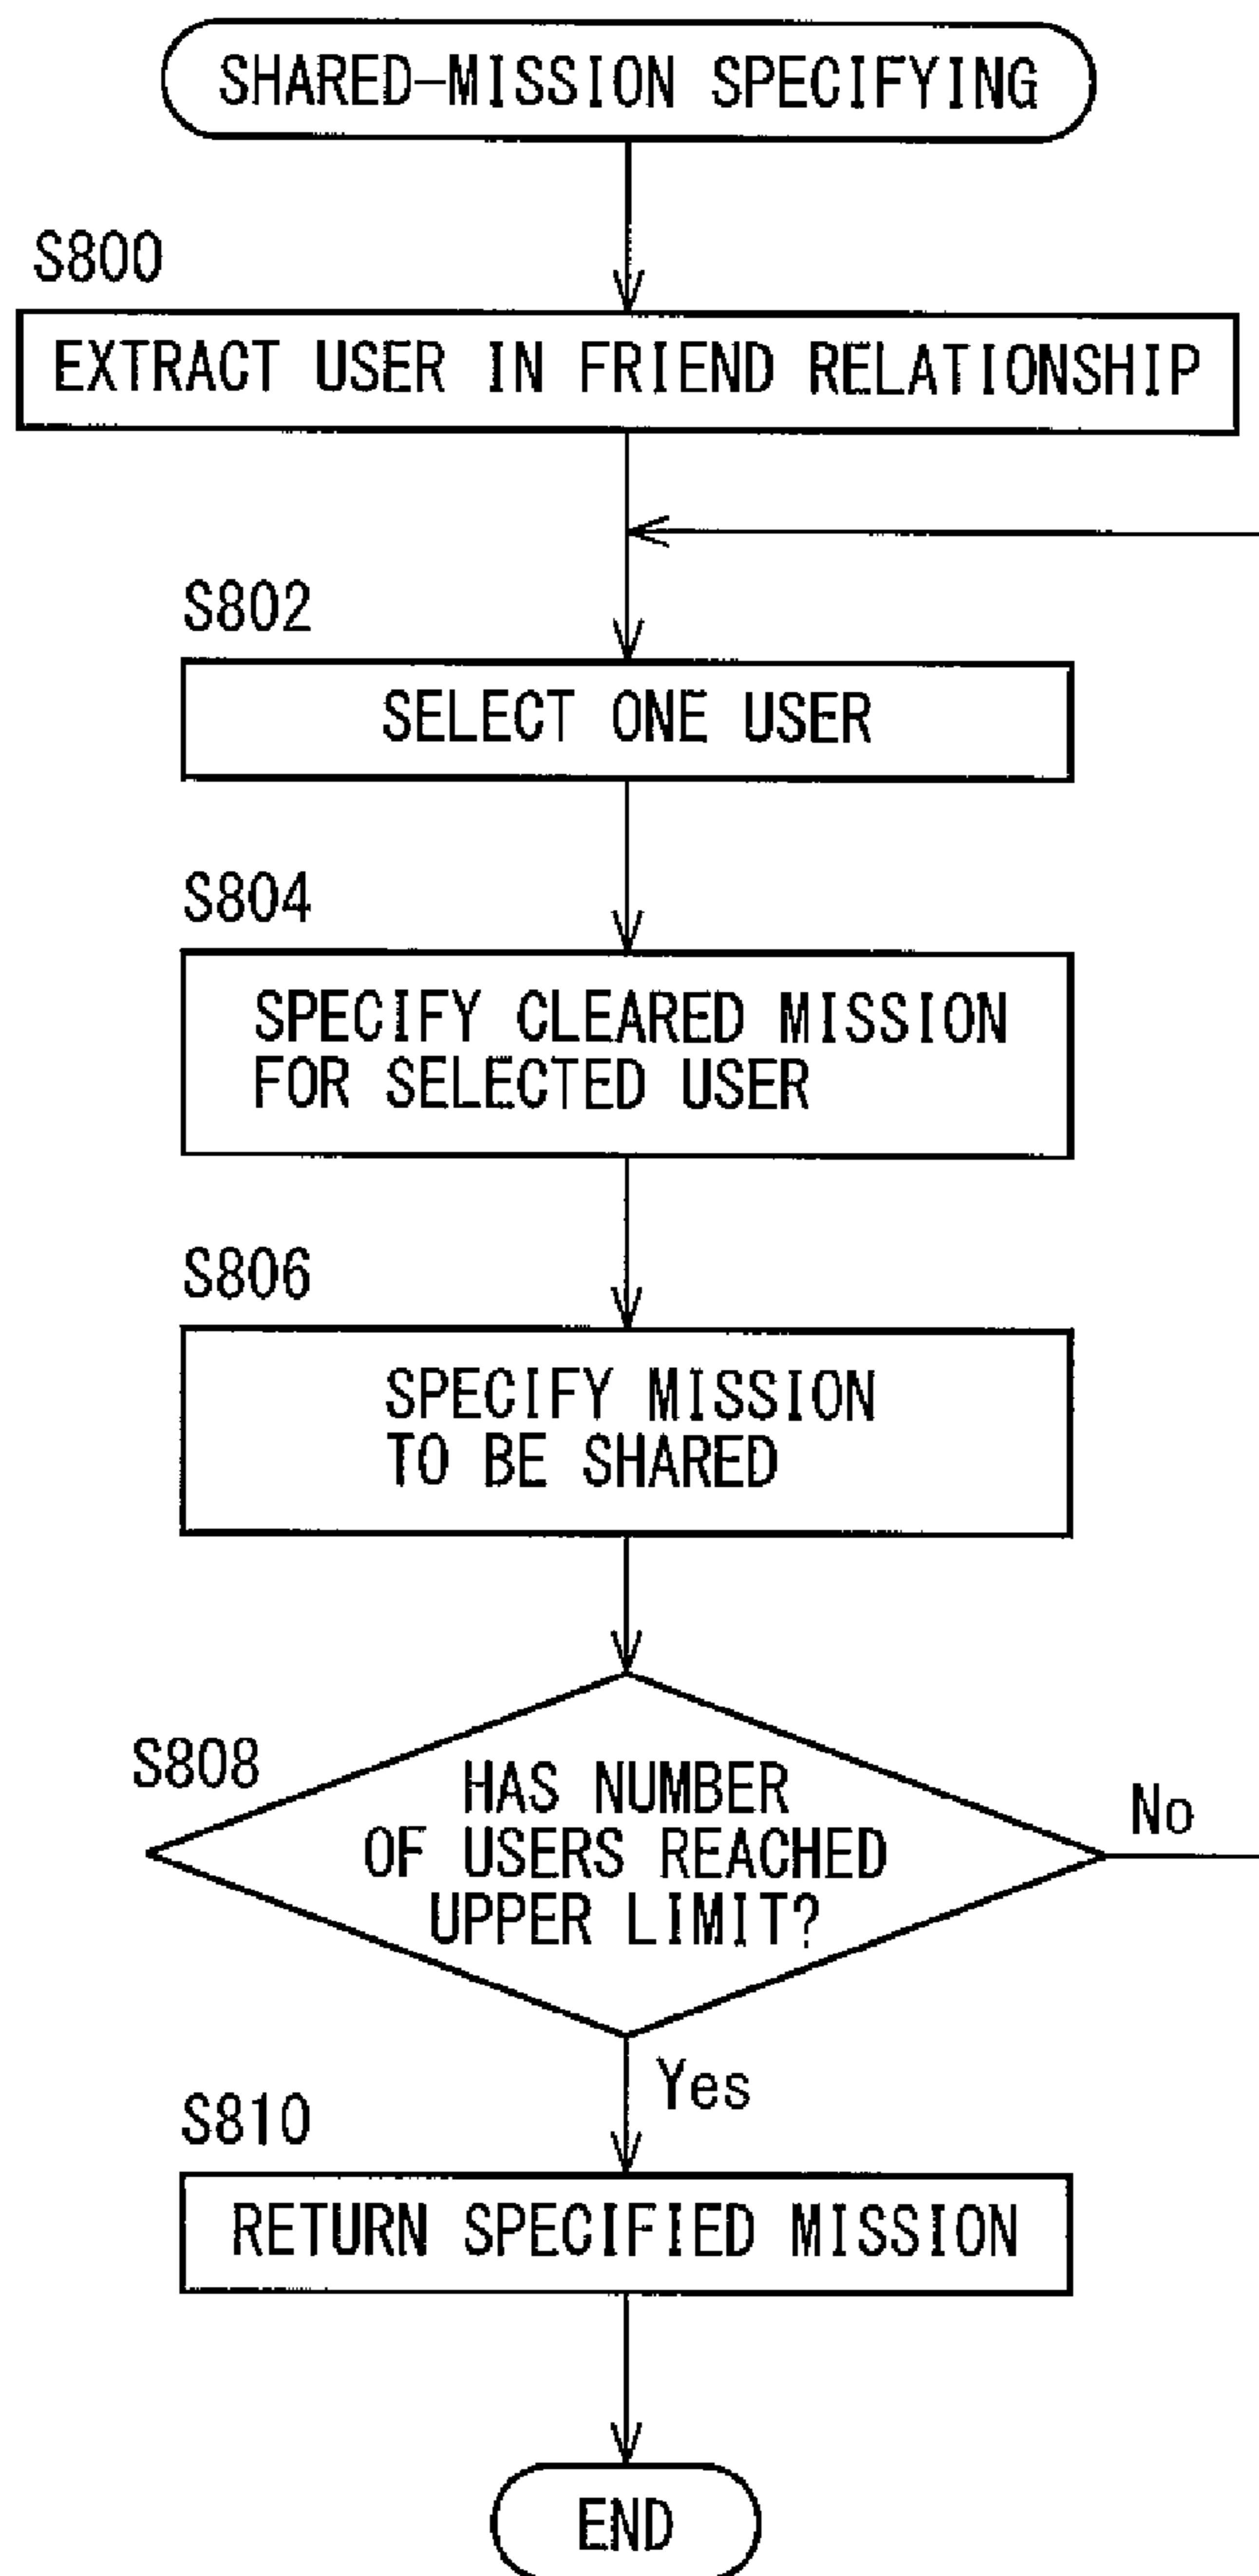 SHARED-MISSION SPECIFYING
S800
EXTRACT USER IN FRIEND RELATIONSHIP
S802
SELECT ONE USER
S804
SPECIFY CLEARED MISSION
FOR SELECTED USER
S806
SPECIFY MISSION
TO BE SHARED
S808
HAS NUMBER
OF USERS REACHED
UPPER LIMIT?
No
Yes
S810
RETURN SPECIFIED MISSION
END